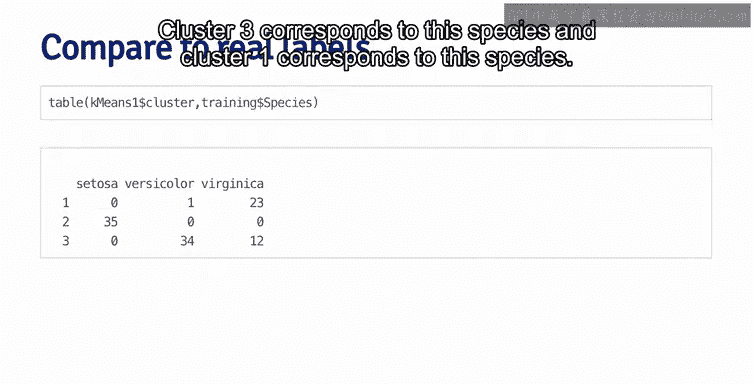 Cluster 3 corresponds to this species and
cluster 1 corresponds to this species.
Compare to real labels
table(kMeans1$cluster,training$Species)
setosa versicolor virginica
1 0 1 23
2 35 0 0
3 0 34 12